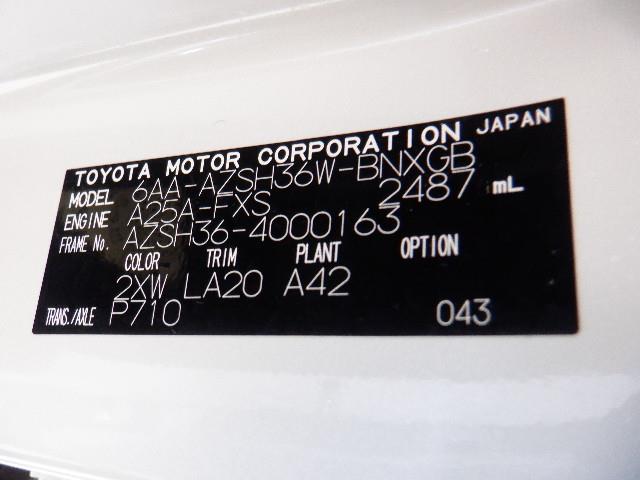 TOYOTA MOTOR CORPORATION JAPAN
MODEL 6AA-AZSH36W-BNXGB
ENGINE A25A-FXS 2487 mL
FRAME No. AZSH36-4000163
COLOR TRIM PLANT OPTION
2XW LA20 A42
TRANS./AXLE P710 043